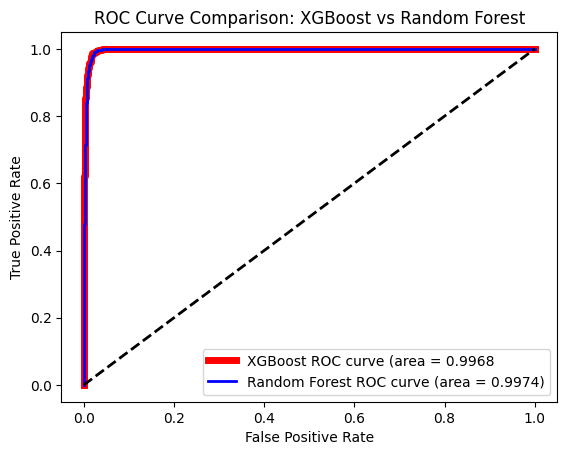 ROC Curve Comparison: XGBoost vs Random Forest
True Positive Rate
1.0
0.8
0.6
0.4
0.2
0.0
XGBoost ROC curve (area = 0.9968
Random Forest ROC curve (area = 0.9974)
0.0 0.2 0.4 0.6 0.8 1.0
False Positive Rate